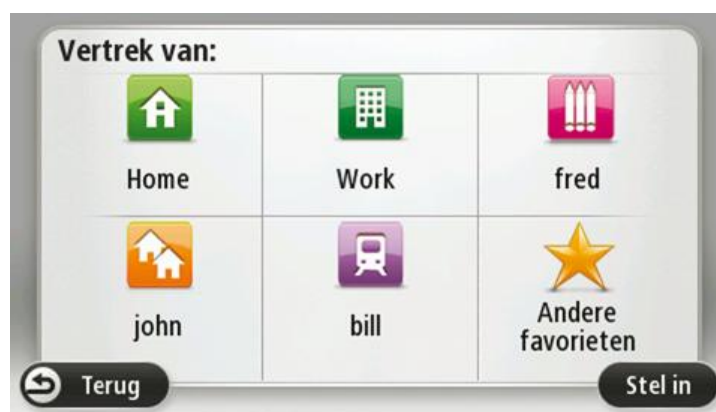 Vertrek van:
Home
Work
fred
john
bill
Andere
favorieten
Terug
Stel in